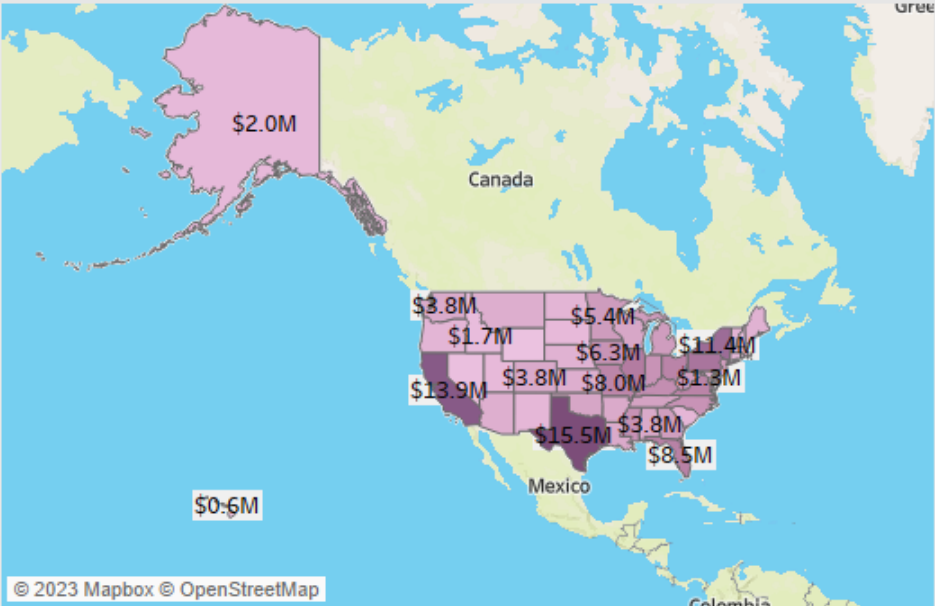 Gree
$2.0M
Canada
$3.8M
$5.4M
$1.7M
$11.4M
$6.3M
$3.8M
$1.3M
$8.0M
$13.9M
$3.8M
$15.5M
$8.5M
Mexico
$0.6M
© 2023 Mapbox © OpenStreetMap
Colombia